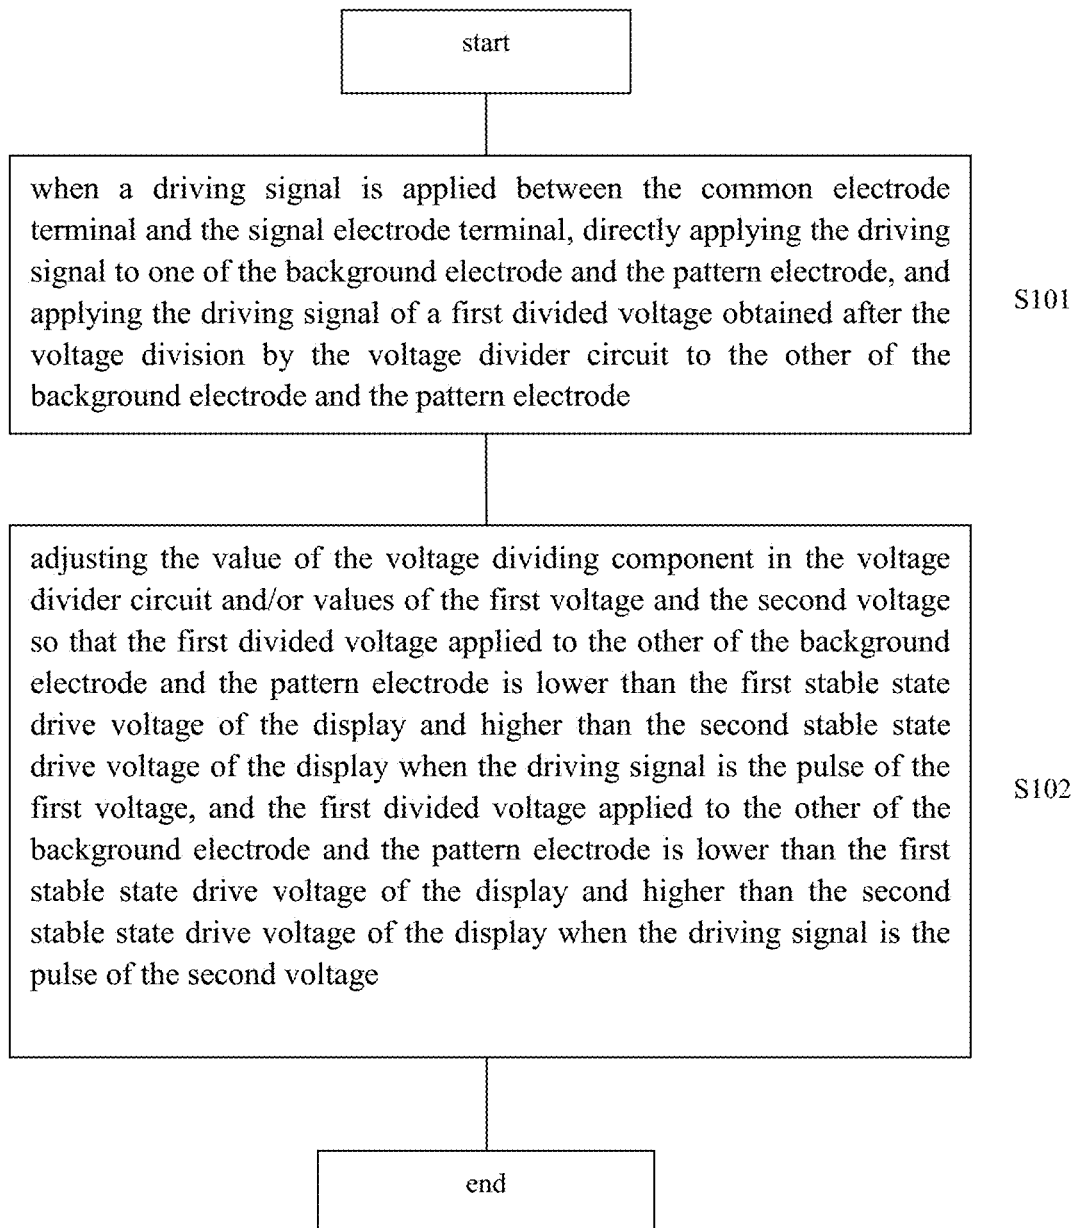 start
when a driving signal is applied between the common electrode
terminal and the signal electrode terminal, directly applying the driving
signal to one of the background electrode and the pattern electrode, and
applying the driving signal of a first divided voltage obtained after the
voltage division by the voltage divider circuit to the other of the
background electrode and the pattern electrode
S101
adjusting the value of the voltage dividing component in the voltage
divider circuit and/or values of the first voltage and the second voltage
so that the first divided voltage applied to the other of the background
electrode and the pattern electrode is lower than the first stable state
drive voltage of the display and higher than the second stable state
drive voltage of the display when the driving signal is the pulse of the
first voltage, and the first divided voltage applied to the other of the
background electrode and the pattern electrode is lower than the first
stable state drive voltage of the display and higher than the second
stable state drive voltage of the display when the driving signal is the
pulse of the second voltage
S102
end